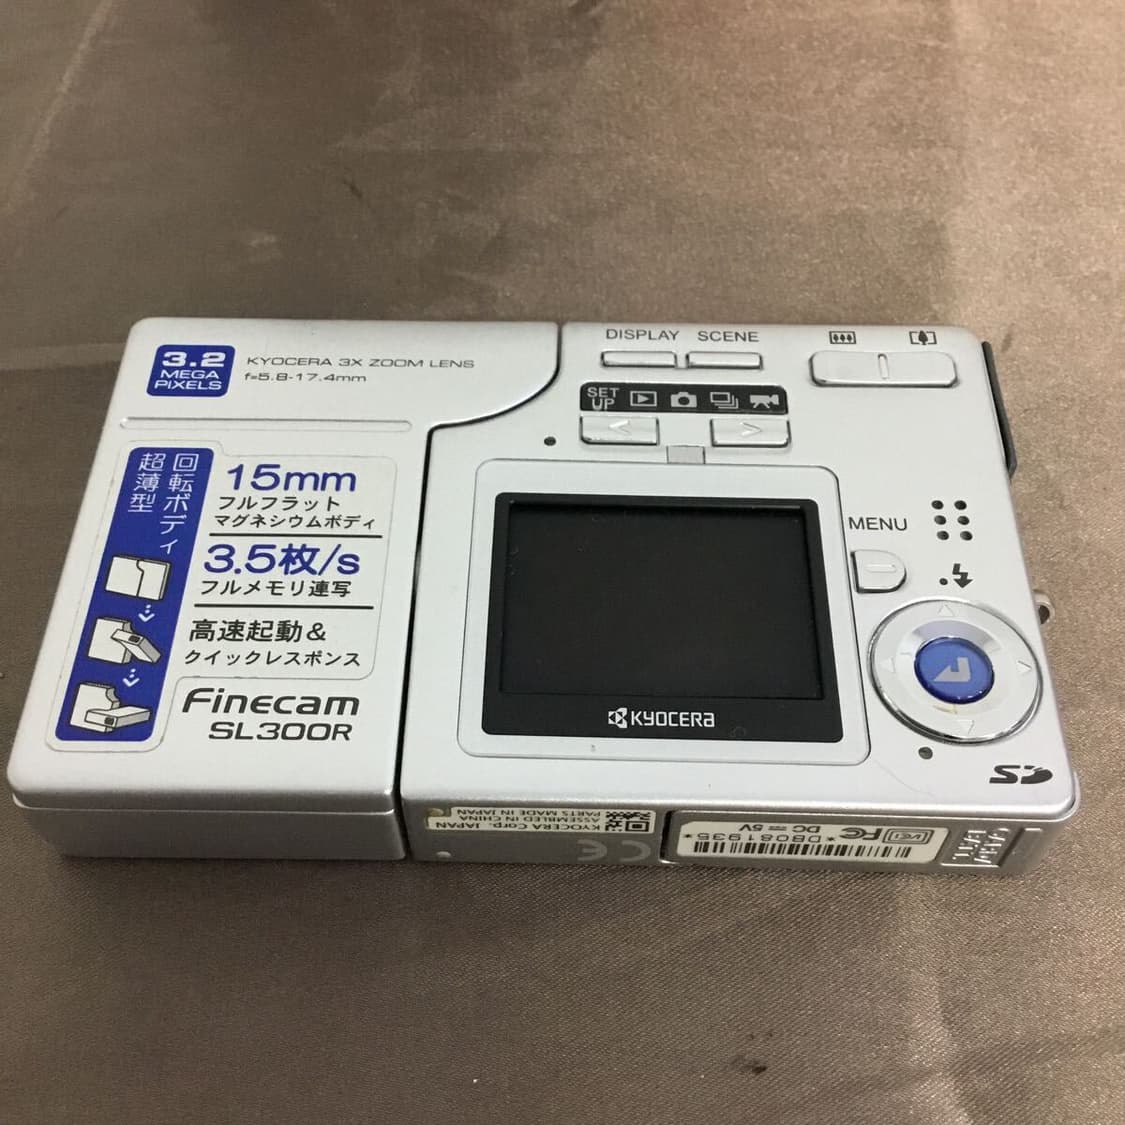 3.2
MEGA
PIXELS
KYOCERA 3X ZOOM LENS
f=5.8-17.4mm
回転ボディ
超薄型
15mm
フルフラット
マグネシウムボディ
3.5枚/s
フルメモリ連写
高速起動&
クイックレスポンス
Finecam
SL300R
DISPLAY SCENE
SET
UP
MENU
KYOCERA
SD
KYOCERA Corp. JAPAN
ASSEMBLED IN CHINA
PARTS MADE IN JAPAN
CE
VCI
FC
*DB081935*
DC 5V